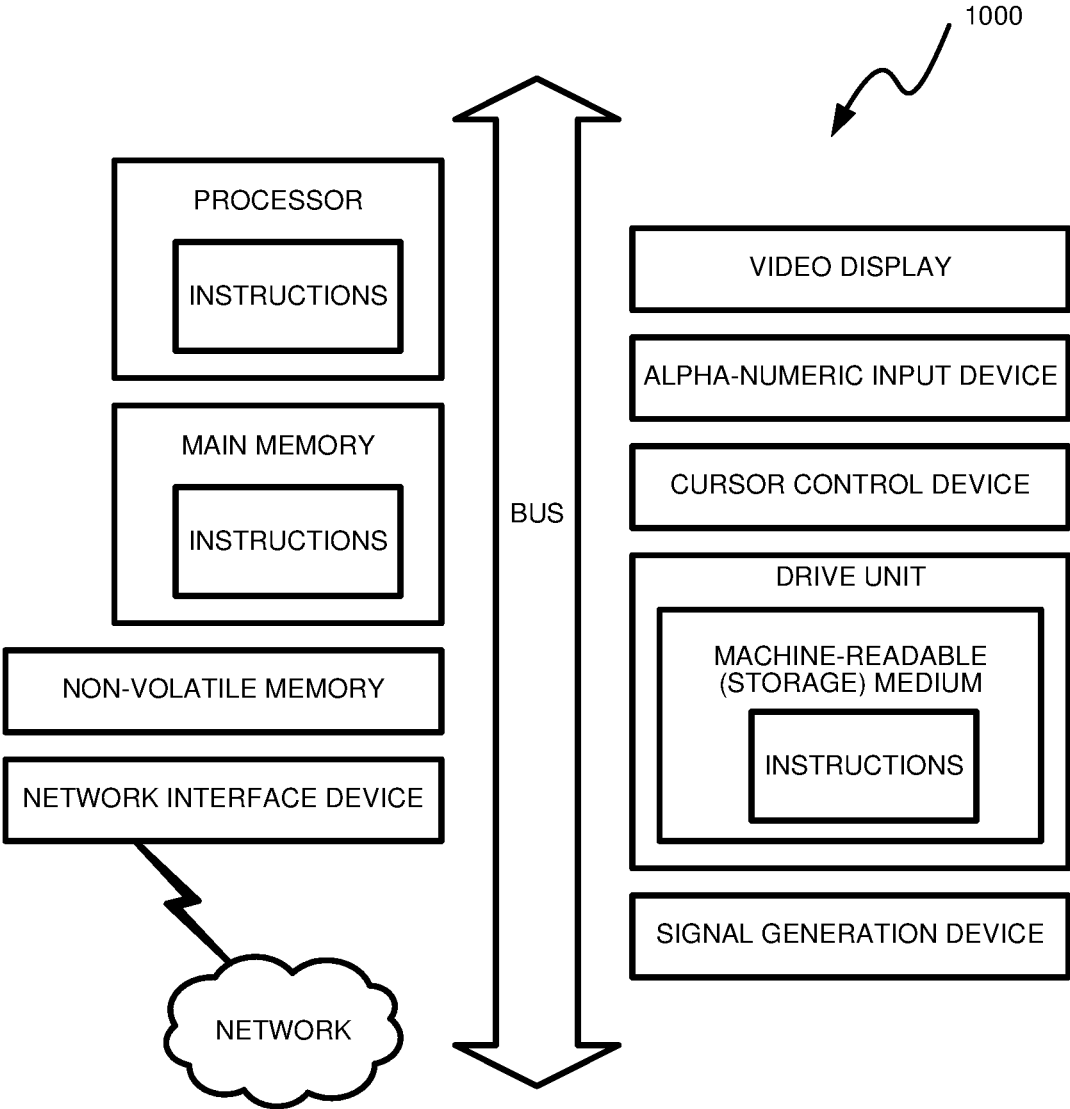 1000
PROCESSOR
INSTRUCTIONS
MAIN MEMORY
INSTRUCTIONS
NON-VOLATILE MEMORY
NETWORK INTERFACE DEVICE
NETWORK
BUS
VIDEO DISPLAY
ALPHA-NUMERIC INPUT DEVICE
CURSOR CONTROL DEVICE
DRIVE UNIT
MACHINE-READABLE
(STORAGE) MEDIUM
INSTRUCTIONS
SIGNAL GENERATION DEVICE